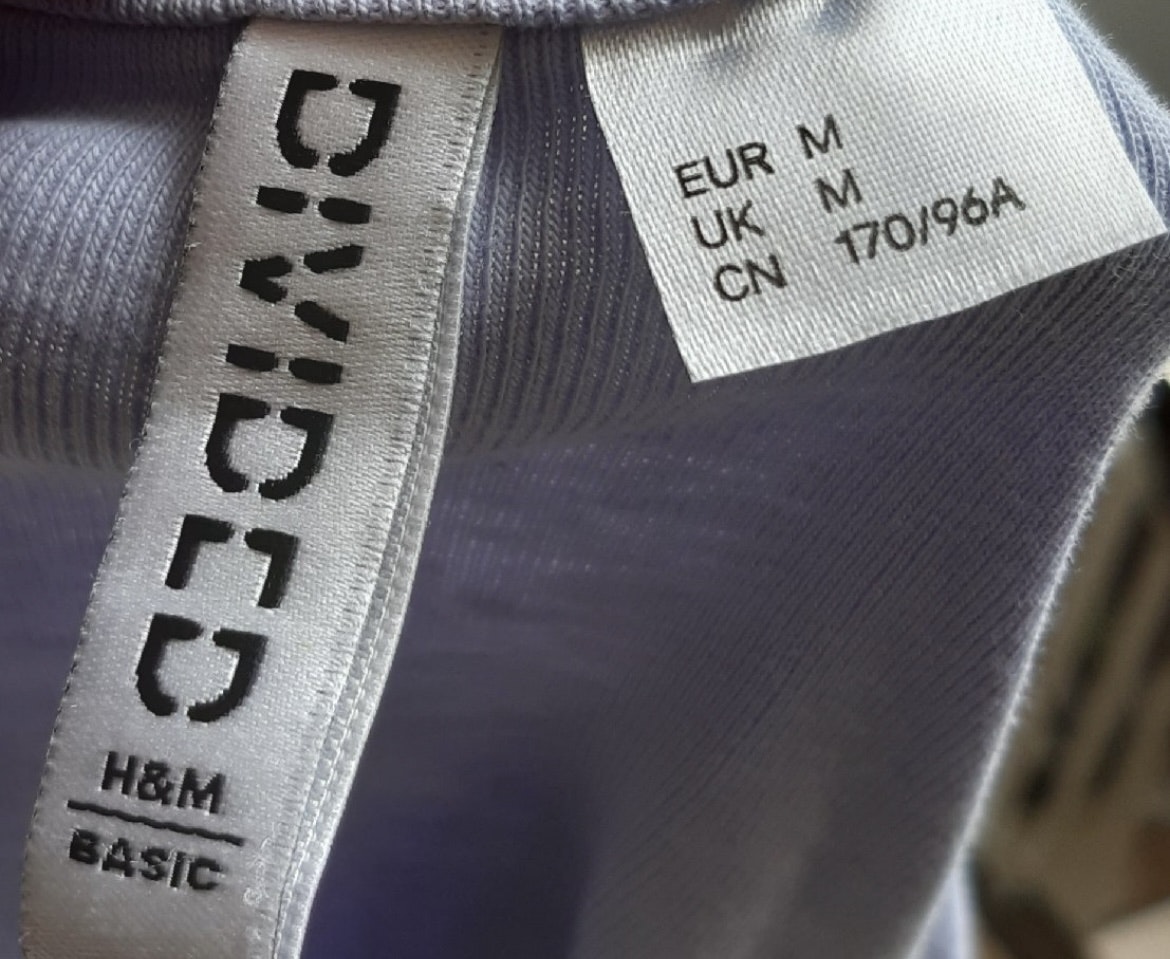 DIVIDED
H&M
BASIC
EUR M
UK M
CN 170/96A